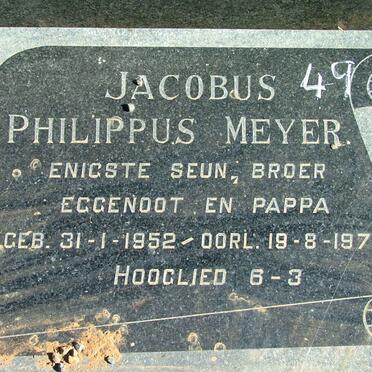 JACOBUS 49
PHILIPPUS MEYER
ENIGSTE SEUN, BROER
EGGENOOT EN PAPPA
GEB. 31-1-1952 - OORL. 19-8-197
HOOGLIED 6-3